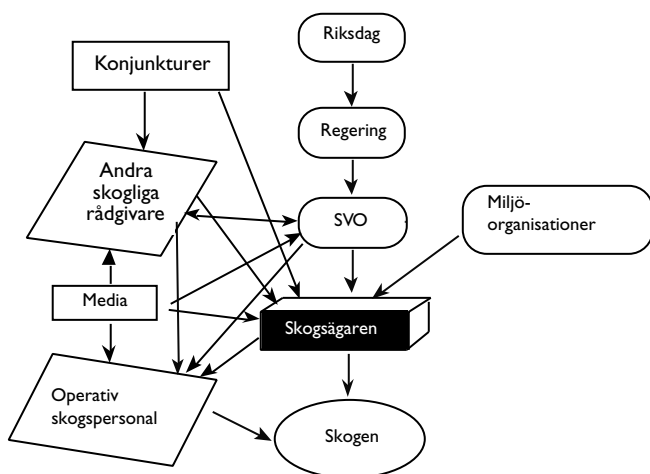 Riksdag
Konjunkturer
Regering
Andra
skogliga
rådgivare
SVO
Miljö-
organisationer
Media
Skogsägaren
Operativ
skogspersonal
Skogen